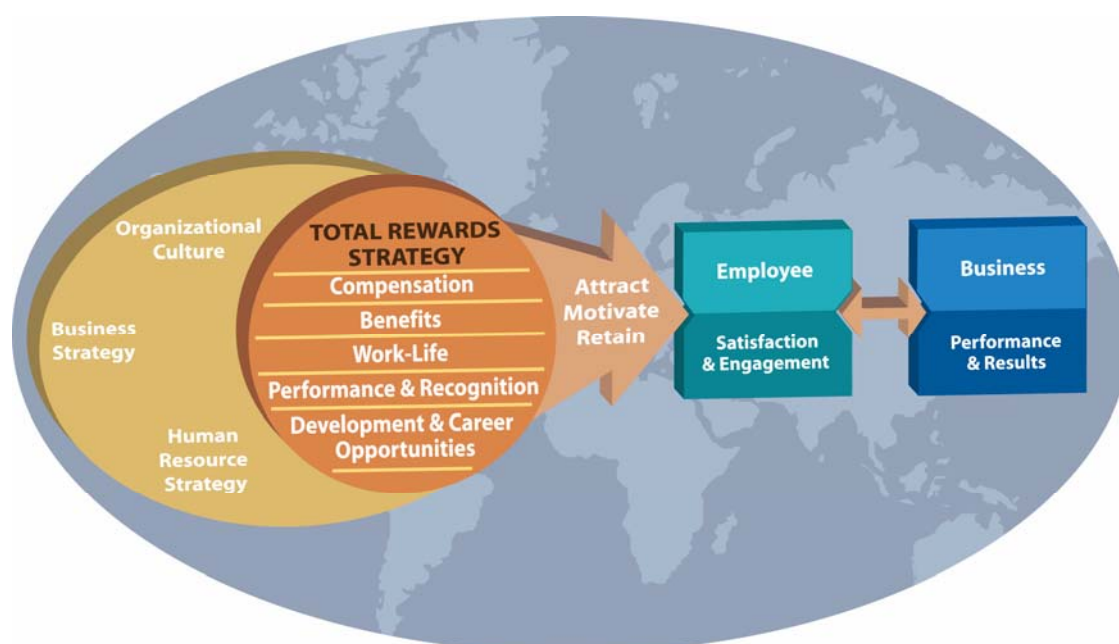 Organizational
Culture
Business
Strategy
Human
Resource
Strategy
TOTAL REWARDS
STRATEGY
Compensation
Benefits
Work-Life
Performance & Recognition
Development & Career
Opportunities
Attract
Motivate
Retain
Employee
Satisfaction
& Engagement
Business
Performance
& Results